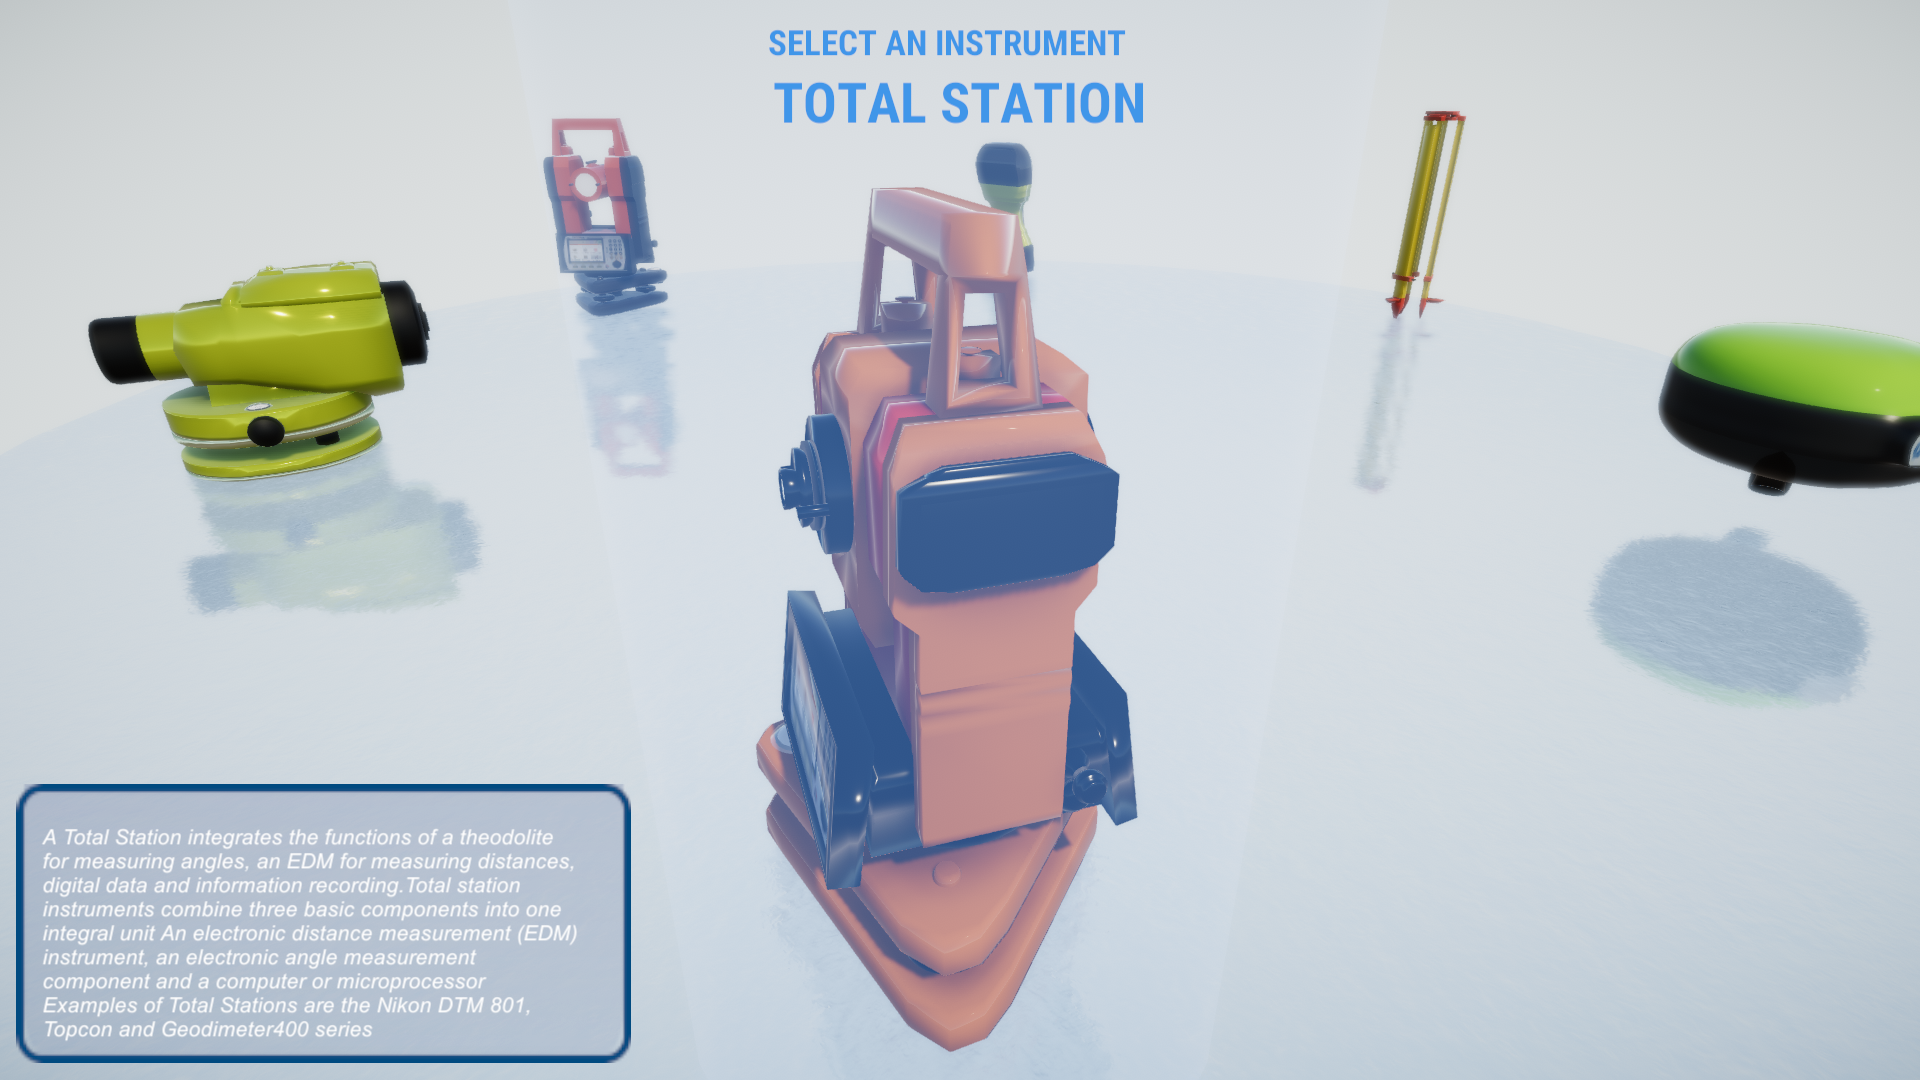 SELECT AN INSTRUMENT
TOTAL STATION
A Total Station integrates the functions of a theodolite
for measuring angles, an EDM for measuring distances,
digital data and information recording.Total station
instruments combine three basic components into one
integral unit An electronic distance measurement (EDM)
instrument, an electronic angle measurement
component and a computer or microprocessor
Examples of Total Stations are the Nikon DTM 801,
Topcon and Geodimeter400 series